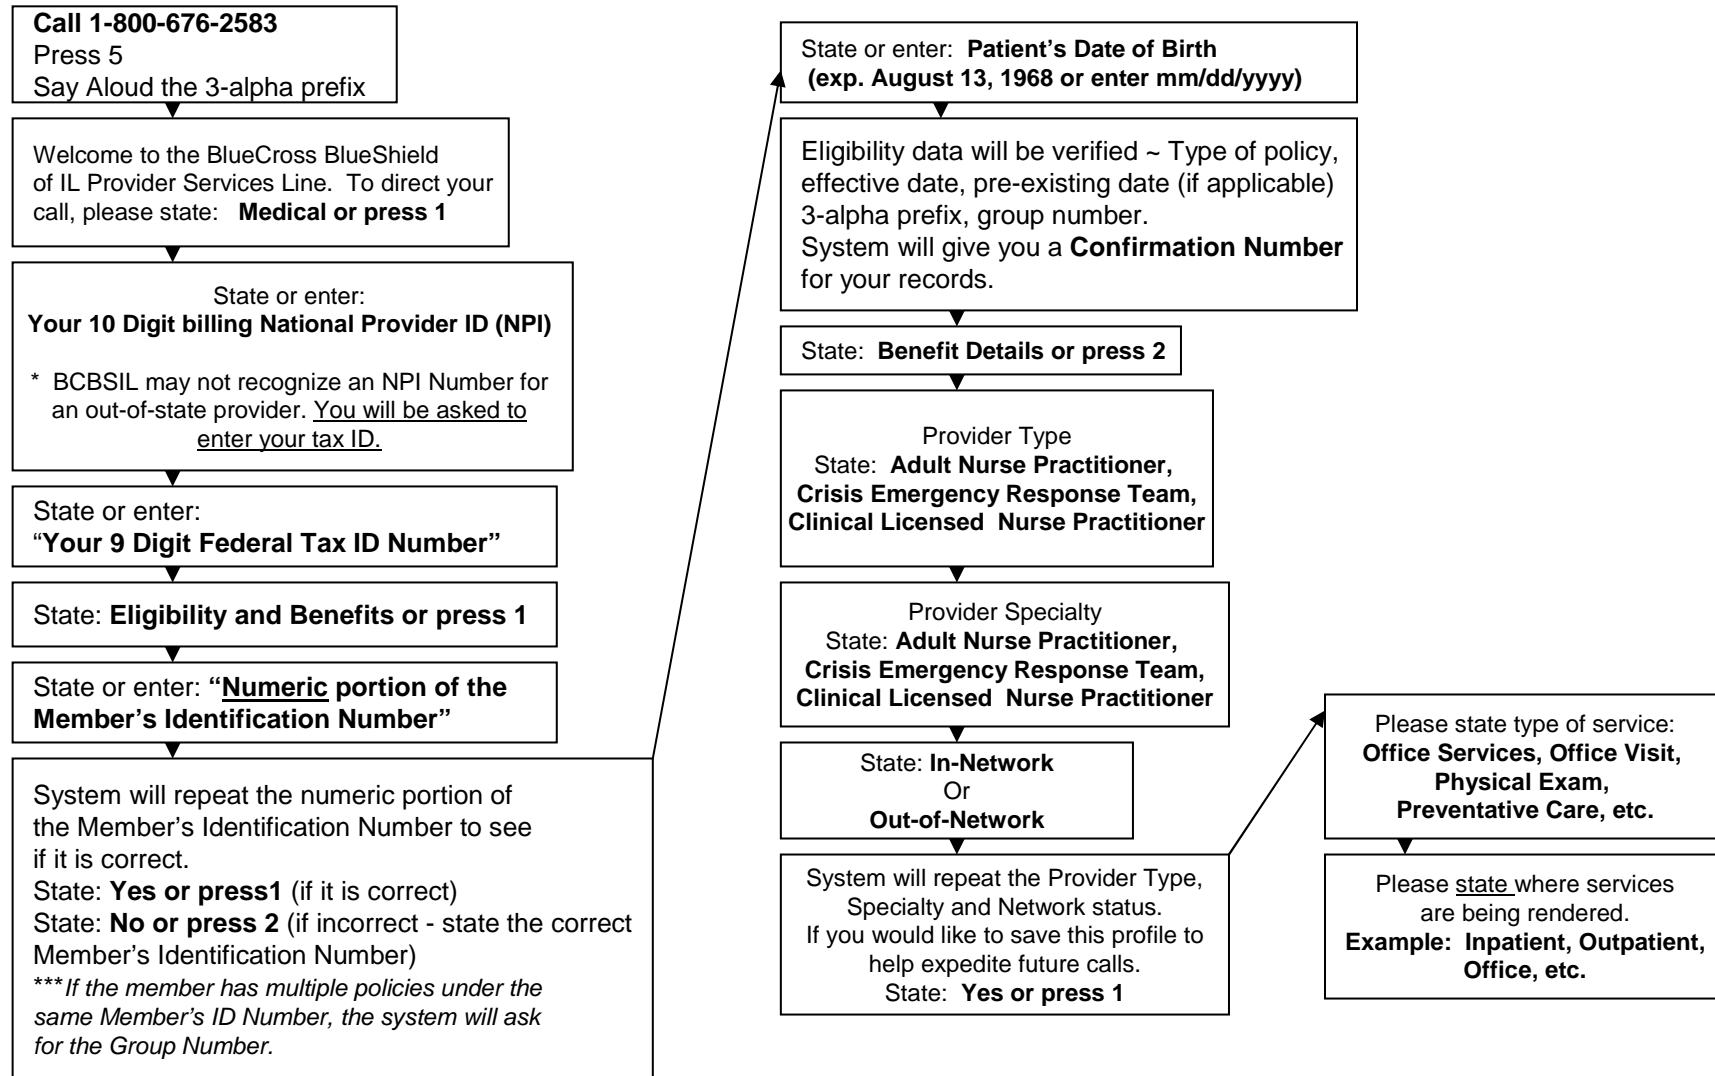 Call 1-800-676-2583
Press 5
Say Aloud the 3-alpha prefix
Welcome to the BlueCross BlueShield
of IL Provider Services Line. To direct your
call, please state: Medical or press 1
State or enter:
Your 10 Digit billing National Provider ID (NPI)
* BCBSIL may not recognize an NPI Number for
an out-of-state provider. You will be asked to
enter your tax ID.
State or enter:
“Your 9 Digit Federal Tax ID Number”
State: Eligibility and Benefits or press 1
State or enter: “Numeric portion of the
Member’s Identification Number”
System will repeat the numeric portion of
the Member’s Identification Number to see
if it is correct.
State: Yes or press1 (if it is correct)
State: No or press 2 (if incorrect - state the correct
Member’s Identification Number)
***If the member has multiple policies under the
same Member’s ID Number, the system will ask
for the Group Number.
State or enter: Patient’s Date of Birth
(exp. August 13, 1968 or enter mm/dd/yyyy)
Eligibility data will be verified ~ Type of policy,
effective date, pre-existing date (if applicable)
3-alpha prefix, group number.
System will give you a Confirmation Number
for your records.
State: Benefit Details or press 2
Provider Type
State: Adult Nurse Practitioner,
Crisis Emergency Response Team,
Clinical Licensed Nurse Practitioner
Provider Specialty
State: Adult Nurse Practitioner,
Crisis Emergency Response Team,
Clinical Licensed Nurse Practitioner
State: In-Network
Or
Out-of-Network
System will repeat the Provider Type,
Specialty and Network status.
If you would like to save this profile to
help expedite future calls.
State: Yes or press 1
Please state type of service:
Office Services, Office Visit,
Physical Exam,
Preventative Care, etc.
Please state where services
are being rendered.
Example: Inpatient, Outpatient,
Office, etc.